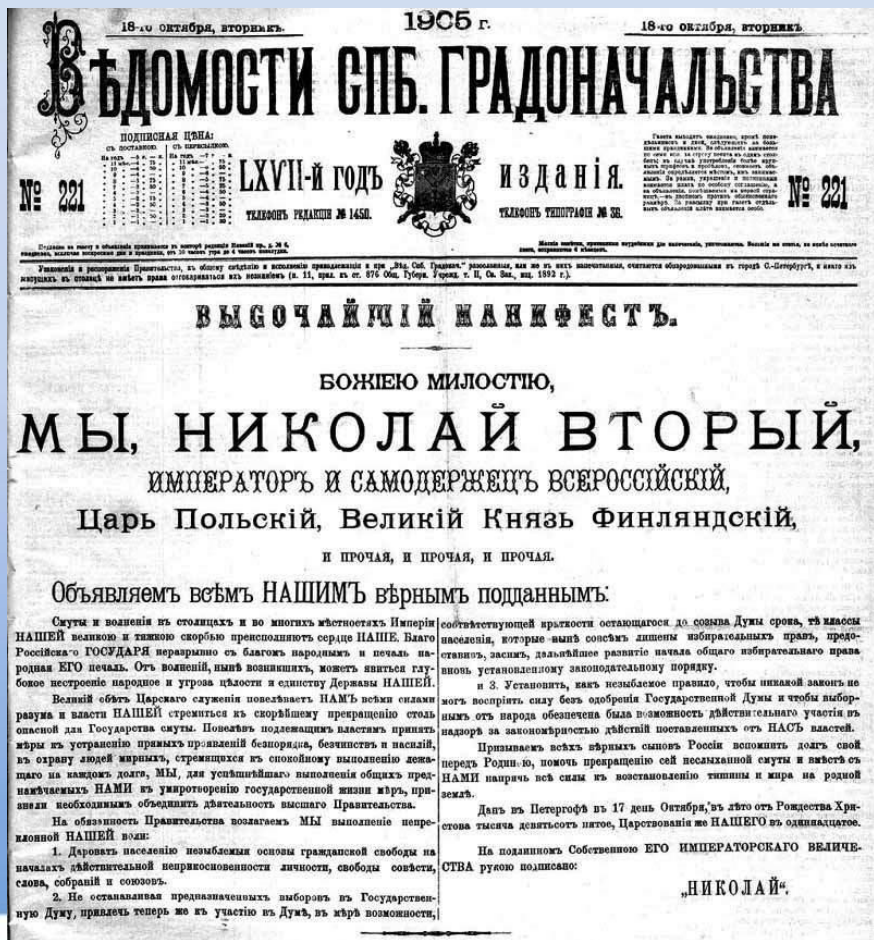 18-го октября, вторникъ.
1905 г.
18-го октября, вторникъ
ВѢДОМОСТИ СПБ. ГРАДОНАЧАЛЬСТВА
ПОДПИСНАЯ ЦѢНА:
СЪ ДОСТАВКОЮ. СЪ ПЕРЕСЫЛКОЮ.
№ 221
LXVII-й годъ изданія.
ТЕЛЕФОНЪ РЕДАКЦІИ № 1450. ТЕЛЕФОНЪ ТИПОГРАФІИ № 36.
№ 221
ВЫСОЧАЙШІЙ МАНИФЕСТЪ.
БОЖІЕЮ МИЛОСТІЮ,
МЫ, НИКОЛАЙ ВТОРЫЙ,
ИМПЕРАТОРЪ И САМОДЕРЖЕЦЪ ВСЕРОССІЙСКІЙ,
Царь Польскій, Великій Князь Финляндскій,
И ПРОЧАЯ, И ПРОЧАЯ, И ПРОЧАЯ.
Объявляемъ всѣмъ НАШИМЪ вѣрнымъ подданнымъ:
Смуты и волненія въ столицахъ и во многихъ мѣстностяхъ Имперіи
НАШЕЙ великою и тяжкою скорбью преисполняютъ сердце НАШЕ. Благо
Россійскаго ГОСУДАРЯ неразрывно съ благомъ народнымъ и печаль на-
родная ЕГО печаль. Отъ волненій, нынѣ возникшихъ, можетъ явиться глу-
бокое нестроеніе народное и угроза цѣлости и единству Державы НАШЕЙ.
Великій обѣтъ Царскаго служенія повелѣваетъ НАМЪ всѣми силами
разума и власти НАШЕЙ стремиться къ скорѣйшему прекращенію столь
опасной для Государства смуты. Повелѣвъ подлежащимъ властямъ принять
мѣры къ устраненію прямыхъ проявленій безпорядка, безчинствъ и насилій,
въ охрану людей мирныхъ, стремящихся къ спокойному выполненію лежа-
щаго на каждомъ долга, МЫ, для успѣшнѣйшаго выполненія общихъ пред-
намѣчаемыхъ НАМИ къ умиротворенію государственной жизни мѣръ, при-
знали необходимымъ объединить дѣятельность высшаго Правительства.
На обязанность Правительства возлагаемъ МЫ выполненіе непре-
клонной НАШЕЙ воли:
1. Даровать населенію незыблемыя основы гражданской свободы на
началахъ дѣйствительной неприкосновенности личности, свободы совѣсти,
слова, собраній и союзовъ.
2. Не останавливая предназначенныхъ выборовъ въ Государствен-
ную Думу, привлечь теперь же къ участію въ Думѣ, въ мѣрѣ возможности,
соотвѣтствующей краткости остающагося до созыва Думы срока, тѣ классы
населенія, которые нынѣ совсѣмъ лишены избирательныхъ правъ, предо-
ставивъ, засимъ, дальнѣйшее развитіе начала общаго избирательнаго права
вновь установленному законодательному порядку.
и 3. Установить, какъ незыблемое правило, чтобы никакой законъ не
могъ воспріять силу безъ одобренія Государственной Думы и чтобы выбор-
нымъ отъ народа обезпечена была возможность дѣйствительнаго участія въ
надзорѣ за закономѣрностью дѣйствій поставленныхъ отъ НАСЪ властей.
Призываемъ всѣхъ вѣрныхъ сыновъ Россіи вспомнить долгъ свой
передъ Родиною, помочь прекращенію сей неслыханной смуты и вмѣстѣ съ
НАМИ напрячь всѣ силы къ возстановленію тишины и мира на родной
землѣ.
Данъ въ Петергофѣ въ 17 день Октября, въ лѣто отъ Рождества Хри-
стова тысяча девятьсотъ пятое, Царствованія же НАШЕГО въ одиннадцатое.
На подлинномъ Собственною ЕГО ИМПЕРАТОРСКАГО ВЕЛИЧЕ-
СТВА рукою подписано:
„НИКОЛАЙ“.